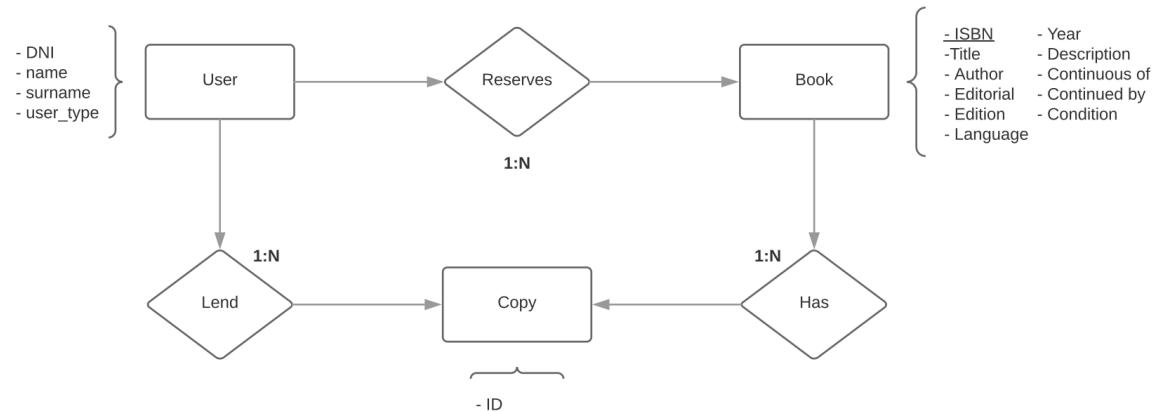 - DNI
- name
- surname
- user_type
User
Reserves
1:N
Book
- ISBN
-Title
- Author
- Editorial
- Edition
- Language
- Year
- Description
- Continuous of
- Continued by
- Condition
1:N
Lend
Copy
1:N
Has
- ID